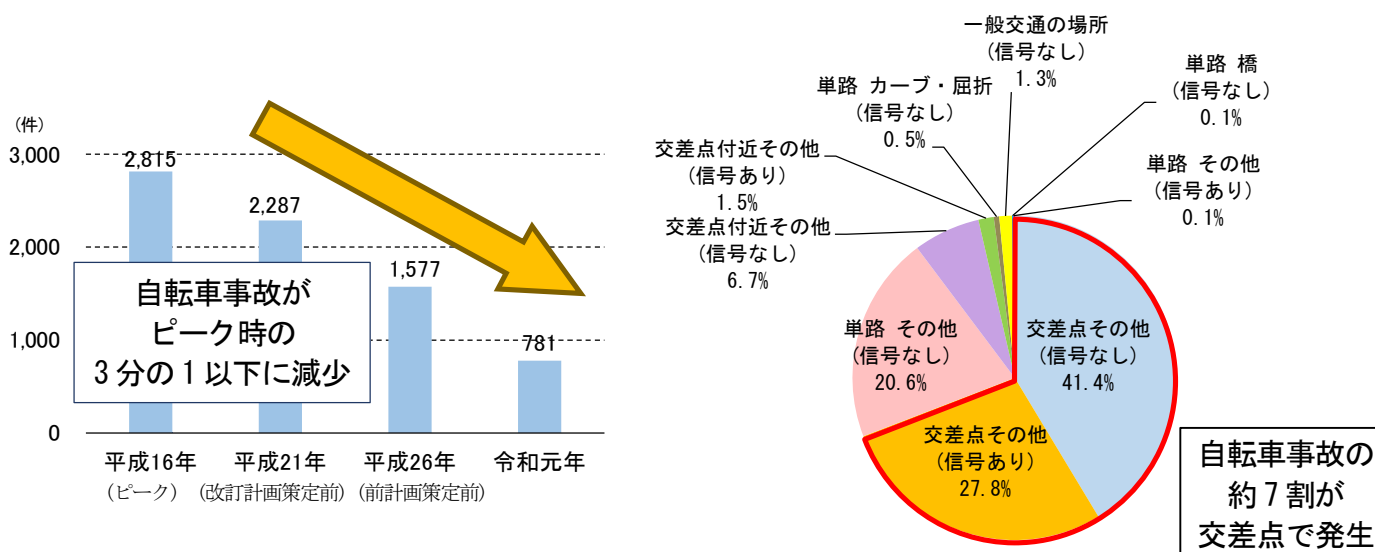 (件)
3,000
2,000
1,000
0
2,815
2,287
1,577
781
自転車事故が
ピーク時の
3分の1以下に減少
平成16年
(ピーク)
平成21年
(改訂計画策定前)
平成26年
(前計画策定前)
令和元年
一般交通の場所
(信号なし)
1.3%
単路 橋
(信号なし)
0.1%
単路 カーブ・屈折
(信号なし)
0.5%
単路 その他
(信号あり)
0.1%
交差点付近その他
(信号あり)
1.5%
交差点付近その他
(信号なし)
6.7%
単路 その他
(信号なし)
20.6%
交差点その他
(信号なし)
41.4%
交差点その他
(信号あり)
27.8%
自転車事故の
約7割が
交差点で発生